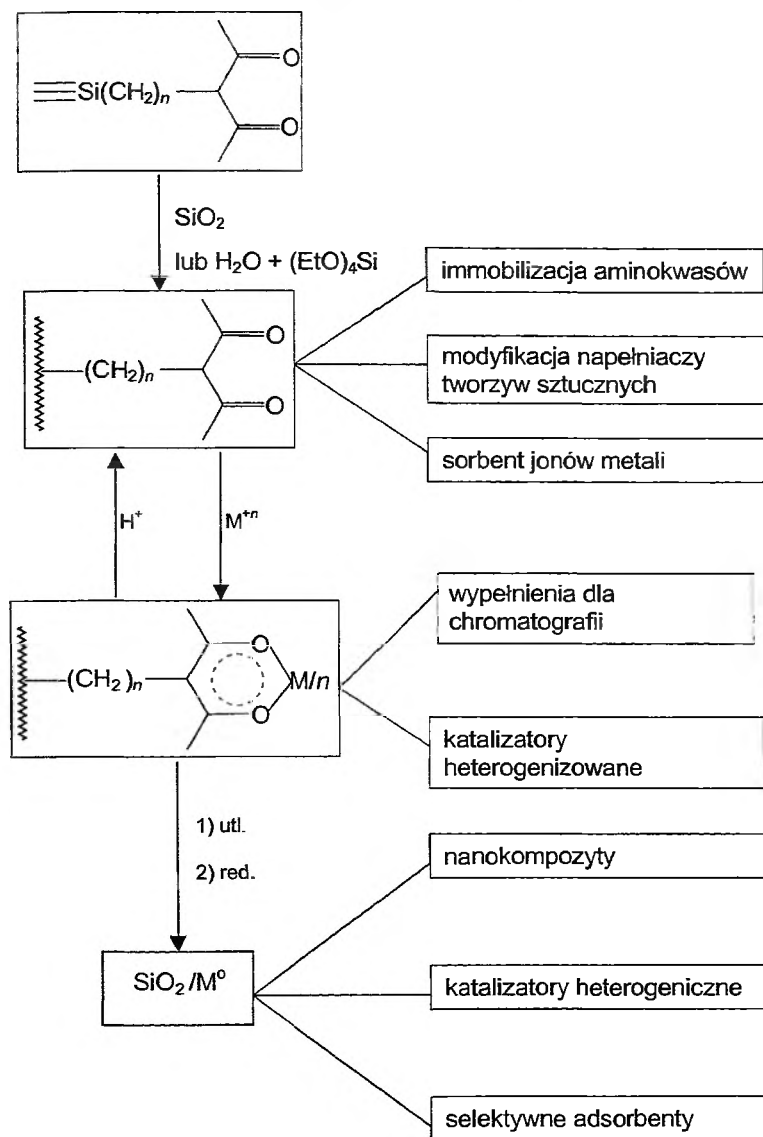 ≡Si(CH₂)ₙ
O
O
SiO₂
lub H₂O + (EtO)₄Si
immobilizacja aminokwasów
(CH₂)ₙ
O
O
modyfikacja napełniaczy
tworzyw sztucznych
sorbent jonów metali
H⁺
M⁺ⁿ
wypełnienia dla
chromatografii
(CH₂)ₙ
O
M/n
O
katalizatory
heterogenizowane
1) utl.
2) red.
nanokompozyty
SiO₂/M⁰
katalizatory heterogeniczne
selektywne adsorbenty